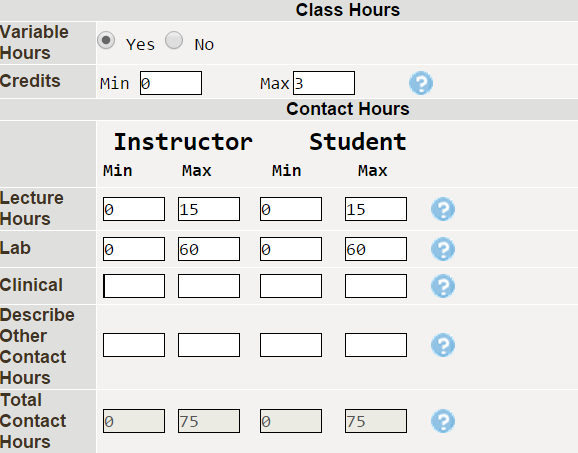 Class Hours
Variable Hours Yes No
Credits Min 0 Max 3 ?
Contact Hours
Instructor Student
Min Max Min Max
Lecture Hours 0 15 0 15 ?
Lab 0 60 0 60 ?
Clinical ?
Describe Other Contact Hours ?
Total Contact Hours 0 75 0 75 ?